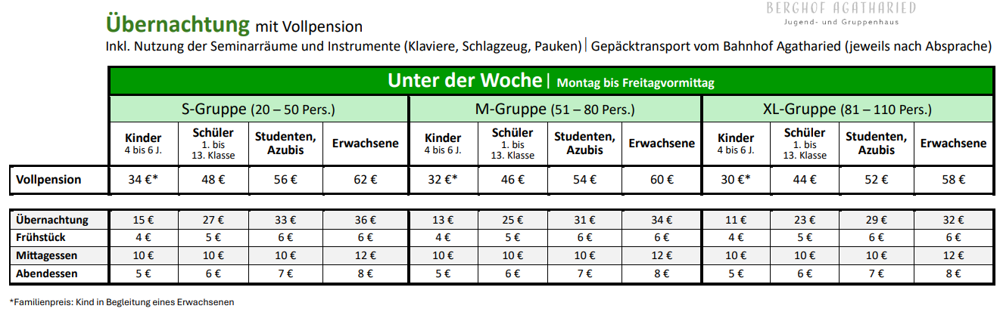 BERGHOF AGATHARIED
Jugend- und Gruppenhaus
Übernachtung mit Vollpension
Inkl. Nutzung der Seminarräume und Instrumente (Klaviere, Schlagzeug, Pauken)| Gepäcktransport vom Bahnhof Agatharied (jeweils nach Absprache)
Unter der Woche| Montag bis Freitagvormittag
S-Gruppe (20 – 50 Pers.) M-Gruppe (51 – 80 Pers.) XL-Gruppe (81 – 110 Pers.)
Kinder 4 bis 6 J. Schüler 1. bis 13. Klasse Studenten, Azubis Erwachsene Kinder 4 bis 6 J. Schüler 1. bis 13. Klasse Studenten, Azubis Erwachsene Kinder 4 bis 6 J. Schüler 1. bis 13. Klasse Studenten, Azubis Erwachsene
Vollpension 34 €* 48 € 56 € 62 € 32 €* 46 € 54 € 60 € 30 €* 44 € 52 € 58 €
Übernachtung 15 € 27 € 33 € 36 € 13 € 25 € 31 € 34 € 11 € 23 € 29 € 32 €
Frühstück 4 € 5 € 6 € 6 € 4 € 5 € 6 € 6 € 4 € 5 € 6 € 6 €
Mittagessen 10 € 10 € 10 € 12 € 10 € 10 € 10 € 12 € 10 € 10 € 10 € 12 €
Abendessen 5 € 6 € 7 € 8 € 5 € 6 € 7 € 8 € 5 € 6 € 7 € 8 €
*Familienpreis: Kind in Begleitung eines Erwachsenen